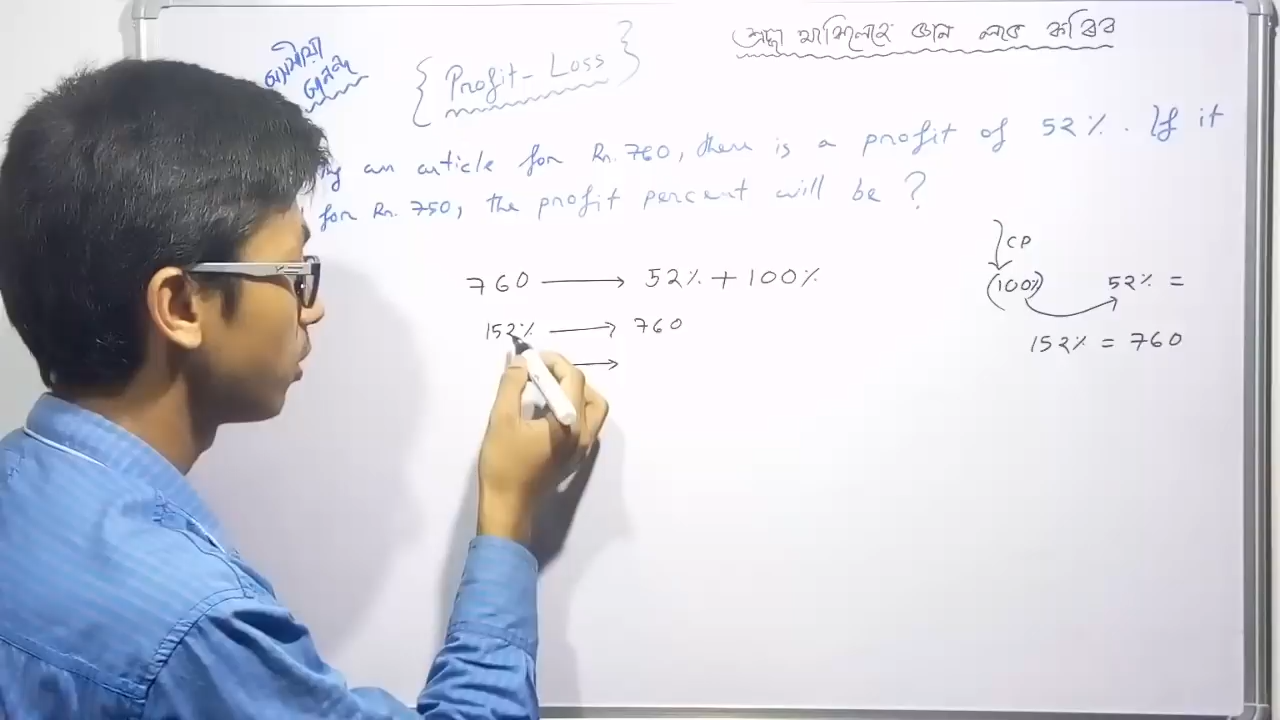 { Profit - Loss }
লাভ কৰিব
an article for Rs. 760, there is a profit of 52%. If it
for Rs. 750, the profit percent will be ?
CP
760 → 52% + 100%
(100%) 52% =
152% → 760
152% = 760
→